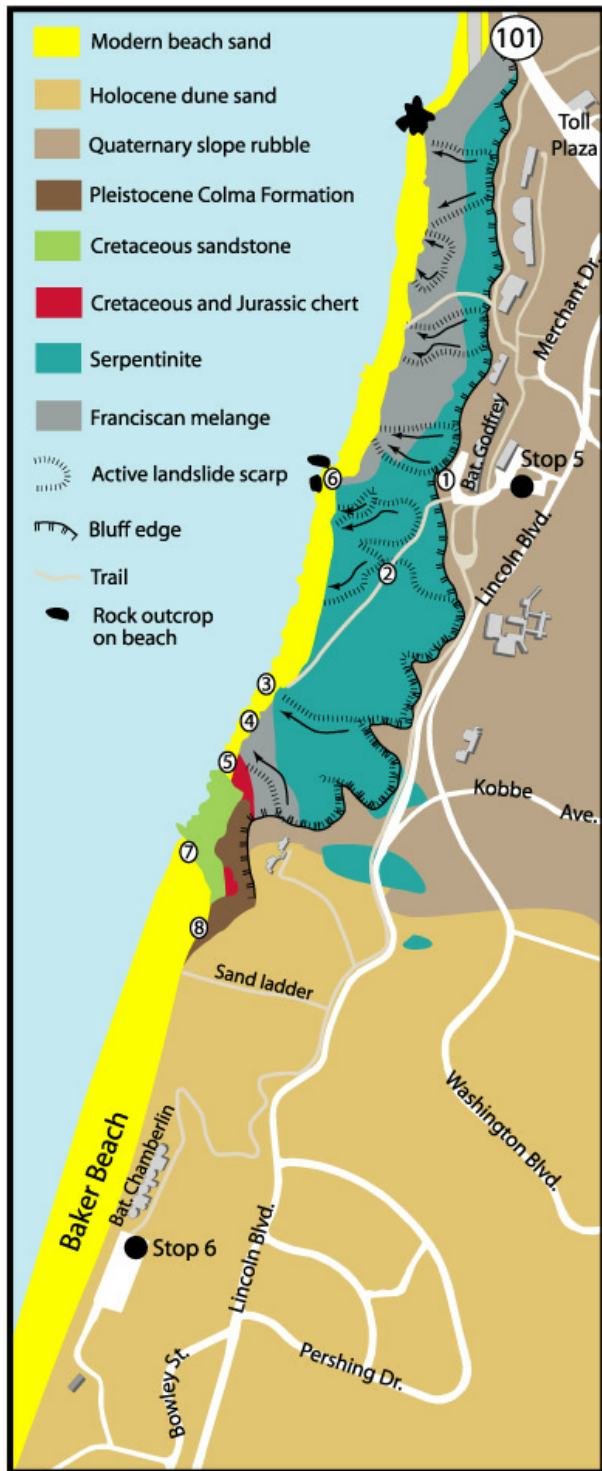 Modern beach sand
Holocene dune sand
Quaternary slope rubble
Pleistocene Colma Formation
Cretaceous sandstone
Cretaceous and Jurassic chert
Serpentinite
Franciscan melange
Active landslide scarp
Bluff edge
Trail
Rock outcrop
on beach
101
Toll
Plaza
Merchant Dr.
Bat. Godfrey
Stop 5
Lincoln Blvd.
1
6
2
3
4
5
7
8
Kobbe Ave.
Sand ladder
Washington Blvd.
Baker Beach
Bat. Chamberlin
Stop 6
Lincoln Blvd.
Pershing Dr.
Bowley St.